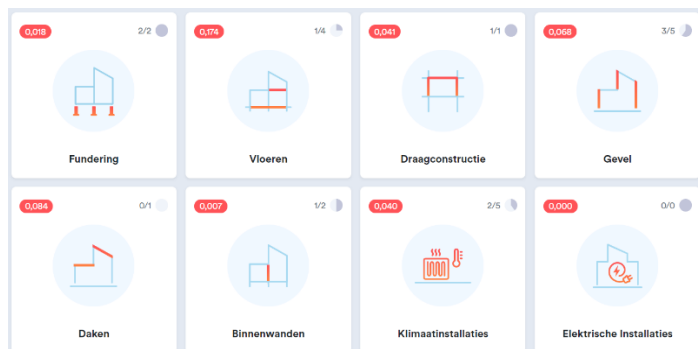 0,018 2/2 0,174 1/4 0,041 1/1 0,068 3/5
Fundering Vloeren Draagconstructie Gevel
0,084 0/1 0,007 1/2 0,040 2/5 0,000 0/0
Daken Binnenwanden Klimaatinstallaties Elektrische Installaties